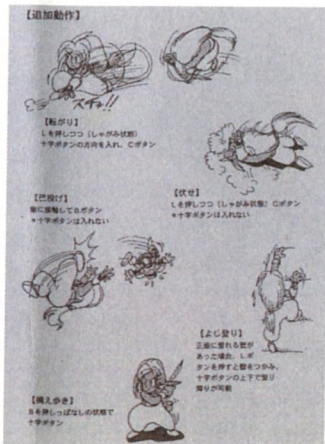 【追加動作】
ズザ!!
【転がり】
Lを押しつつ（しゃがみ状態）
十字ボタンの方向を入れ、Cボタン
【伏せ】
Lを押しつつ（しゃがみ状態）Cボタン
*十字ボタンは入れない
【巴投げ】
敵に接触してBボタン
*十字ボタンは入れない
【よじ登り】
正面に登れる壁が
あった場合、Lボ
タンを押すと壁をつかみ、
十字ボタンの上下で登り
降りが可能
【構え歩き】
Bを押しっぱなしの状態で
十字ボタン